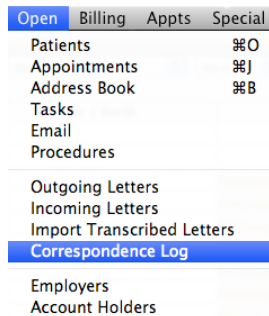 Open Billing Appts Special
Patients ⌘O
Appointments ⌘J
Address Book ⌘B
Tasks
Email
Procedures
Outgoing Letters
Incoming Letters
Import Transcribed Letters
Correspondence Log
Employers
Account Holders